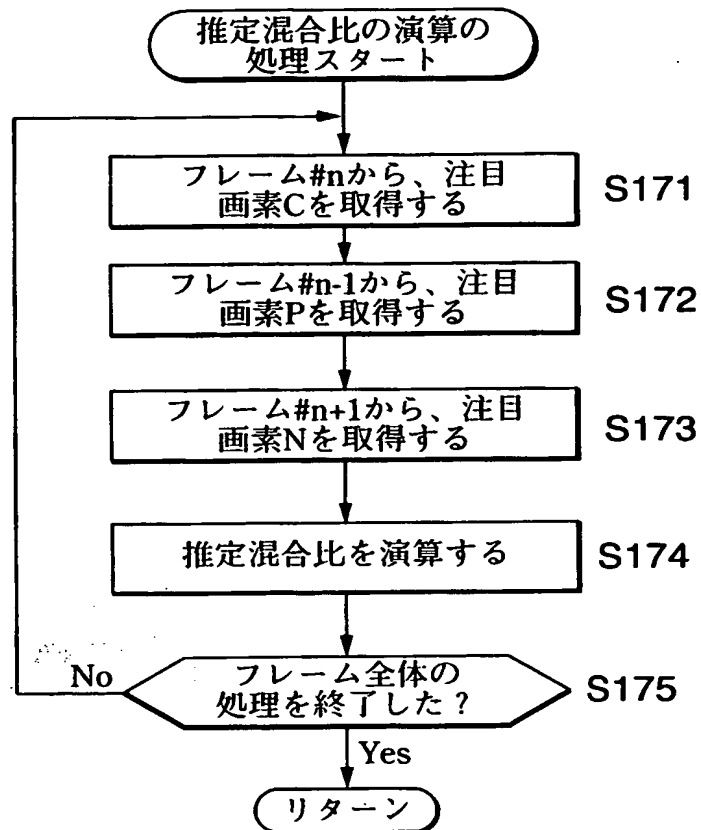 推定混合比の演算の
処理スタート
フレーム#nから、注目
画素Cを取得する
S171
フレーム#n-1から、注目
画素Pを取得する
S172
フレーム#n+1から、注目
画素Nを取得する
S173
推定混合比を演算する
S174
フレーム全体の
処理を終了した？
S175
No
Yes
リターン